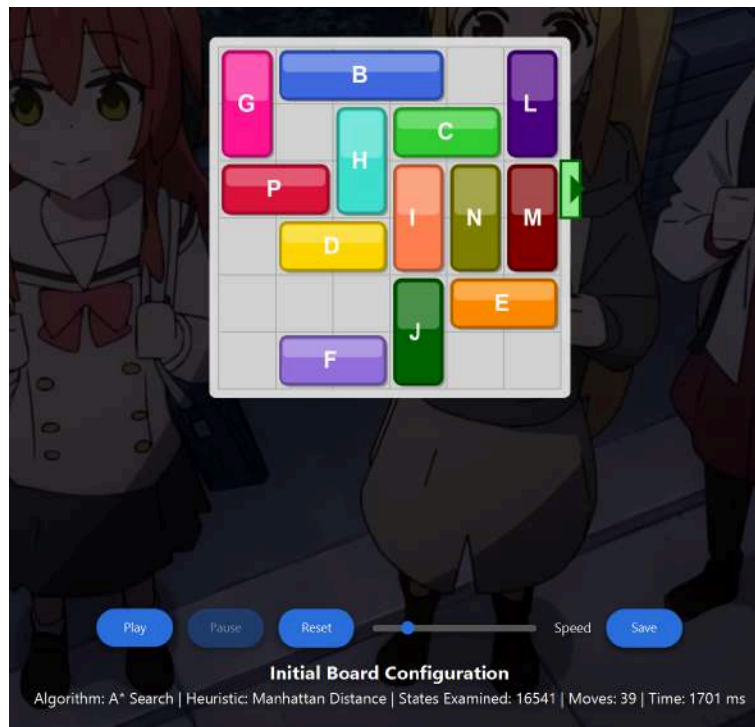 B
G
L
C
H
P
I
N
M
D
E
J
F
Play
Pause
Reset
Speed
Save
Initial Board Configuration
Algorithm: A* Search | Heuristic: Manhattan Distance | States Examined: 16541 | Moves: 39 | Time: 1701 ms